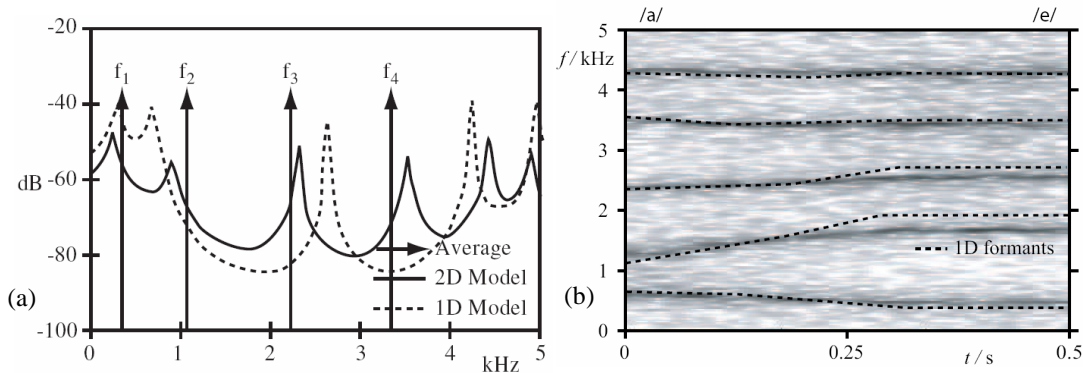 -20
-40
dB
-60
-80
-100
f1 f2 f3 f4
Average
2D Model
1D Model
(a)
0 1 2 3 4 5
kHz
/a/ /e/
5
f / kHz
4
3
2
1
0
1D formants
(b)
0 0.25 0.5
t / s